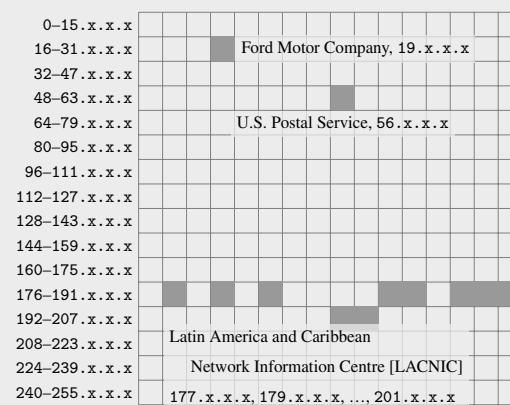 0–15.x.x.x
16–31.x.x.x Ford Motor Company, 19.x.x.x
32–47.x.x.x
48–63.x.x.x
64–79.x.x.x U.S. Postal Service, 56.x.x.x
80–95.x.x.x
96–111.x.x.x
112–127.x.x.x
128–143.x.x.x
144–159.x.x.x
160–175.x.x.x
176–191.x.x.x
192–207.x.x.x
208–223.x.x.x Latin America and Caribbean
224–239.x.x.x Network Information Centre [LACNIC]
240–255.x.x.x 177.x.x.x, 179.x.x.x, ..., 201.x.x.x